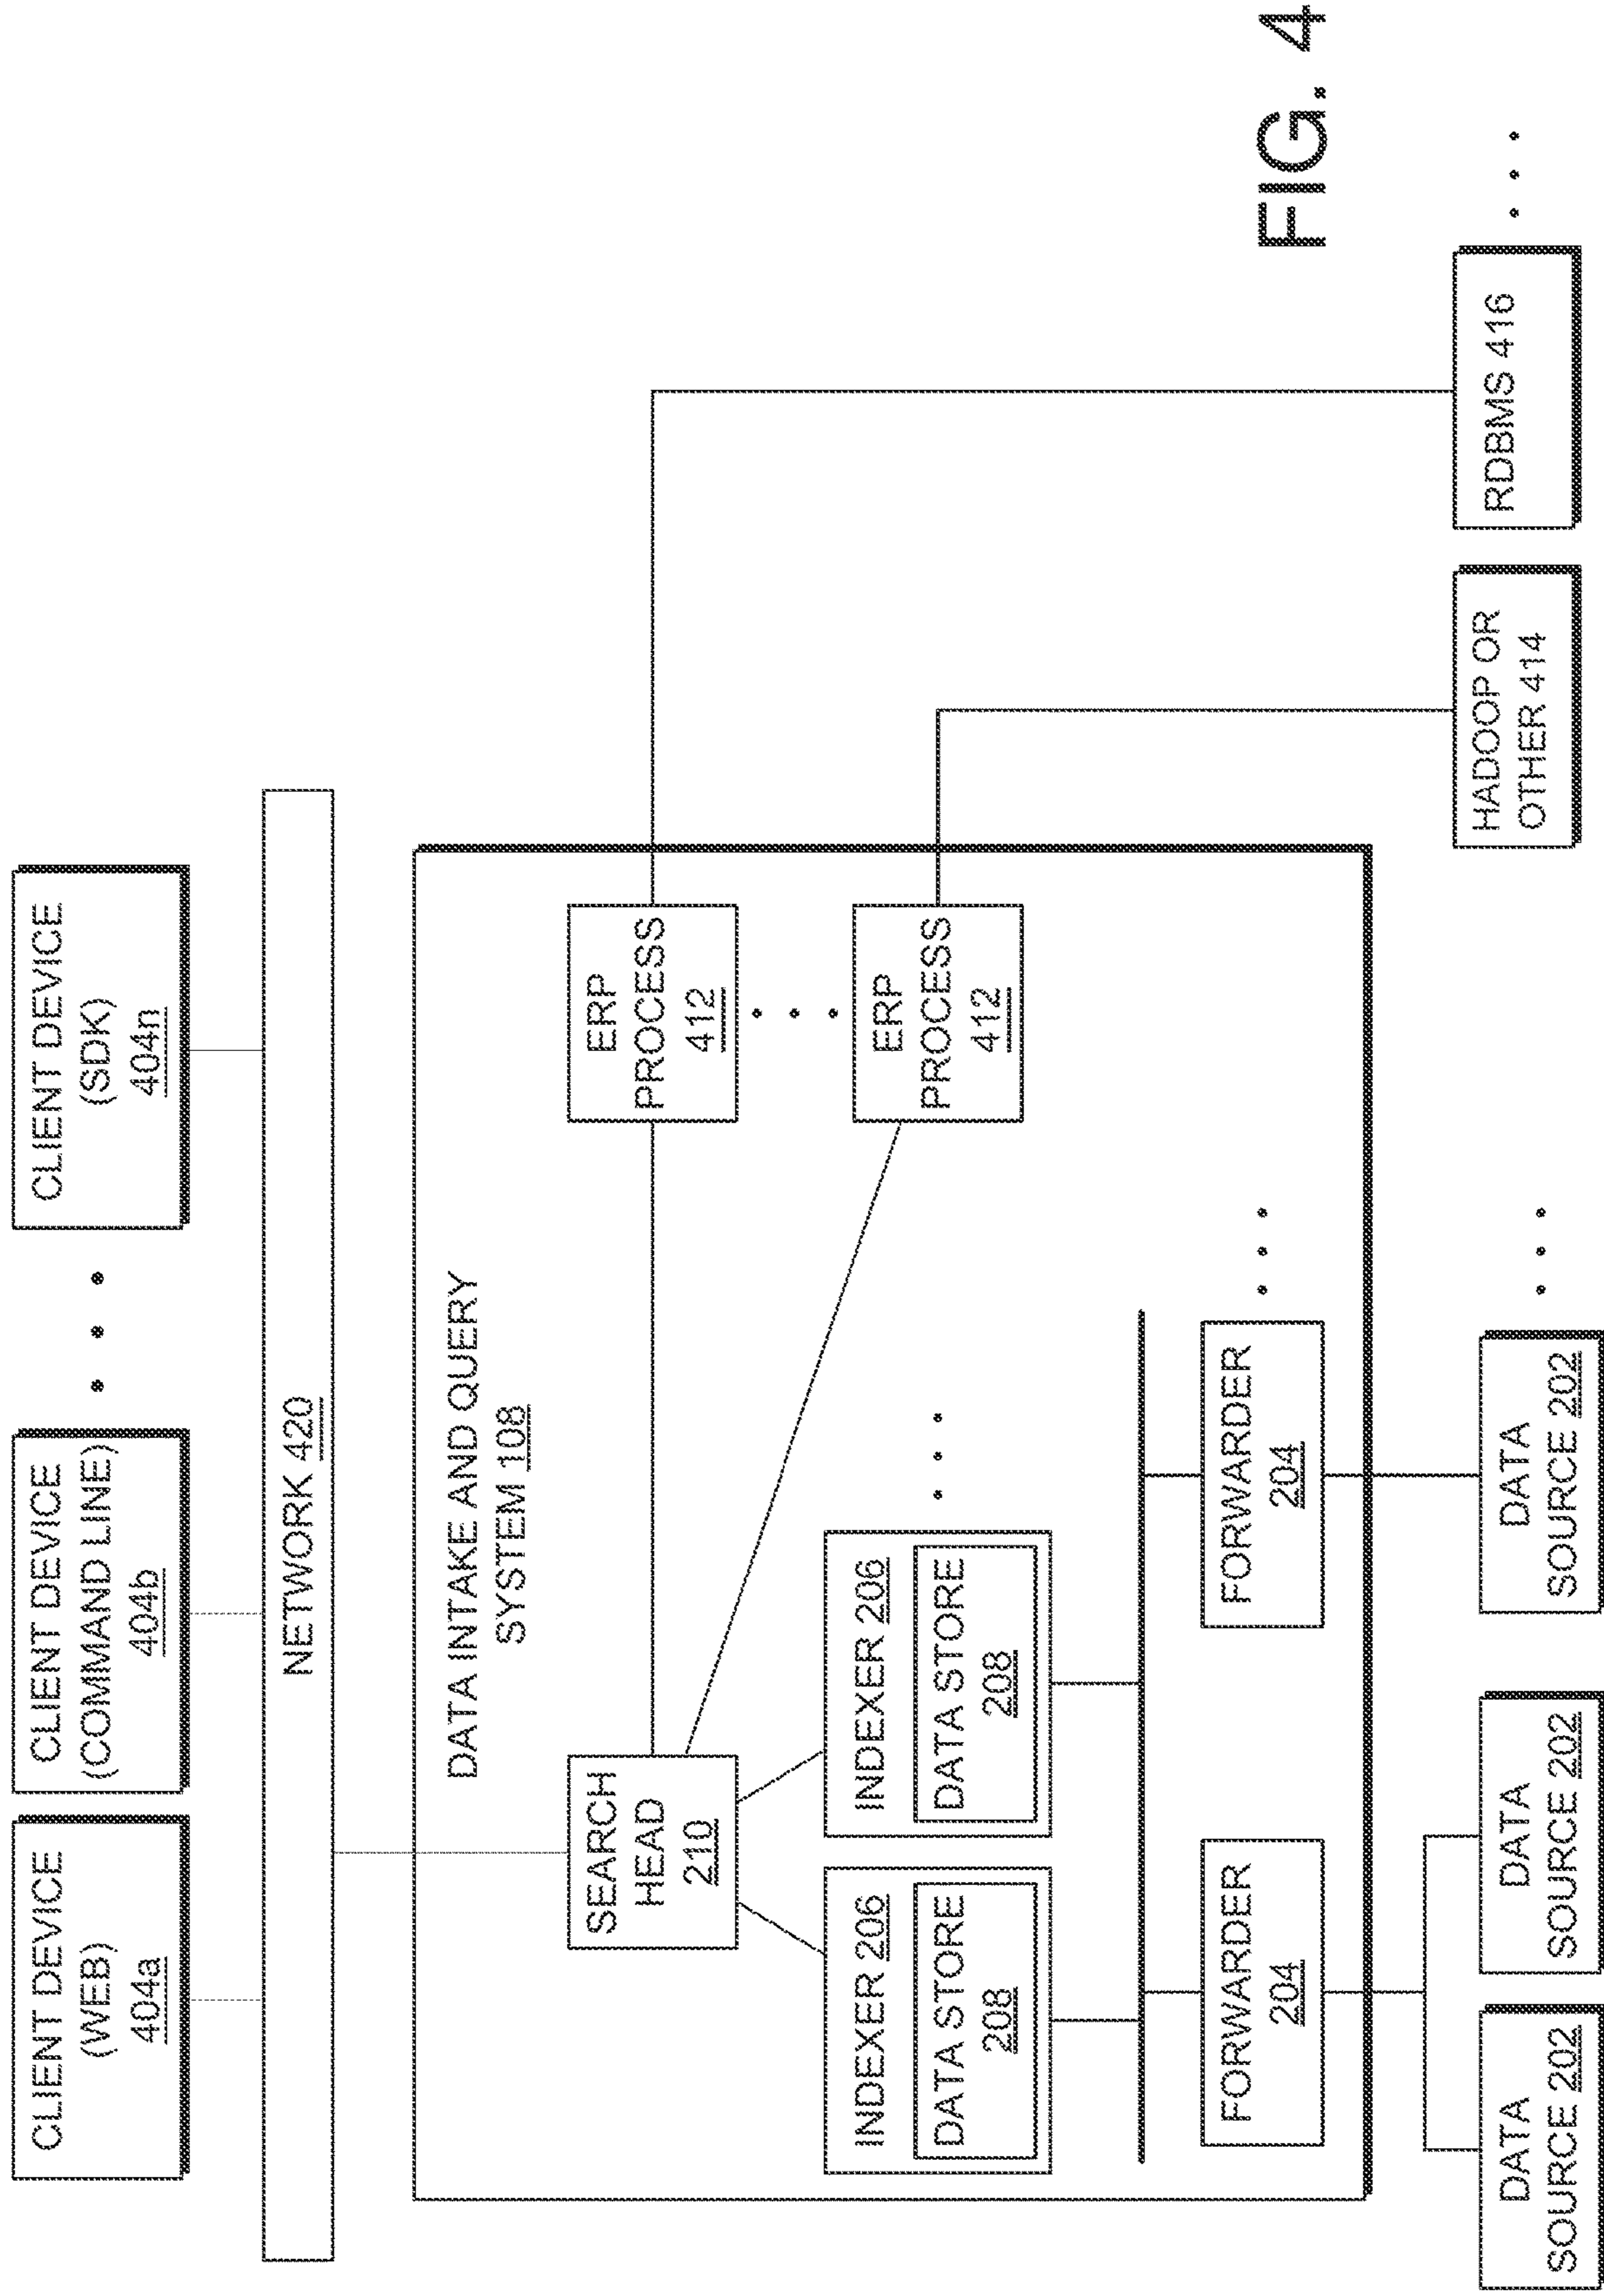 CLIENT DEVICE
(WEB)
404a
CLIENT DEVICE
(COMMAND LINE)
404b
CLIENT DEVICE
(SDK)
404n
NETWORK 420
DATA INTAKE AND QUERY
SYSTEM 108
SEARCH
HEAD
210
ERP
PROCESS
412
ERP
PROCESS
412
INDEXER 206
DATA STORE
208
INDEXER 206
DATA STORE
208
FORWARDER
204
FORWARDER
204
DATA
SOURCE 202
DATA
SOURCE 202
DATA
SOURCE 202
HADOOP OR
OTHER 414
RDBMS 416
FIG. 4